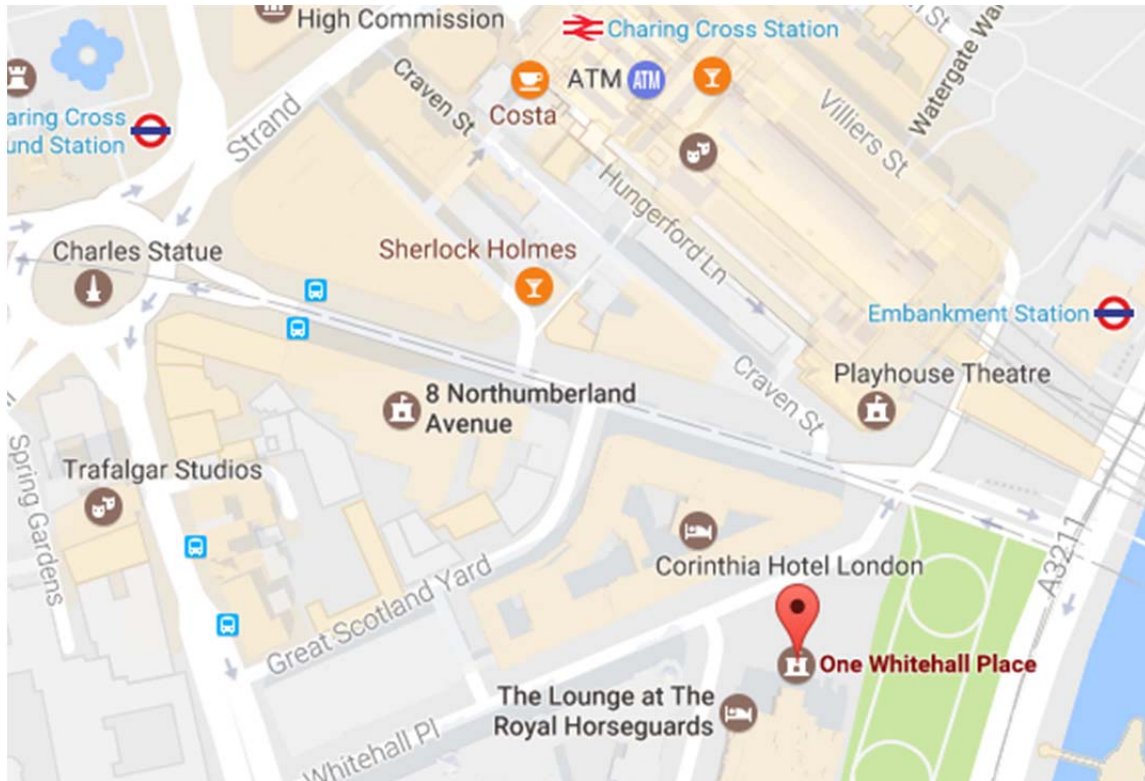 High Commission
Charing Cross Station
Craven St
ATM
ATM
Costa
Watergate
Villiers St
aring Cross
und Station
Strand
Hungerford Ln
Charles Statue
Sherlock Holmes
Embankment Station
8 Northumberland
Avenue
Craven St
Playhouse Theatre
Spring Gardens
Trafalgar Studios
Corinthia Hotel London
A3211
Great Scotland Yard
One Whitehall Place
The Lounge at The
Royal Horseguards
Whitehall Pl